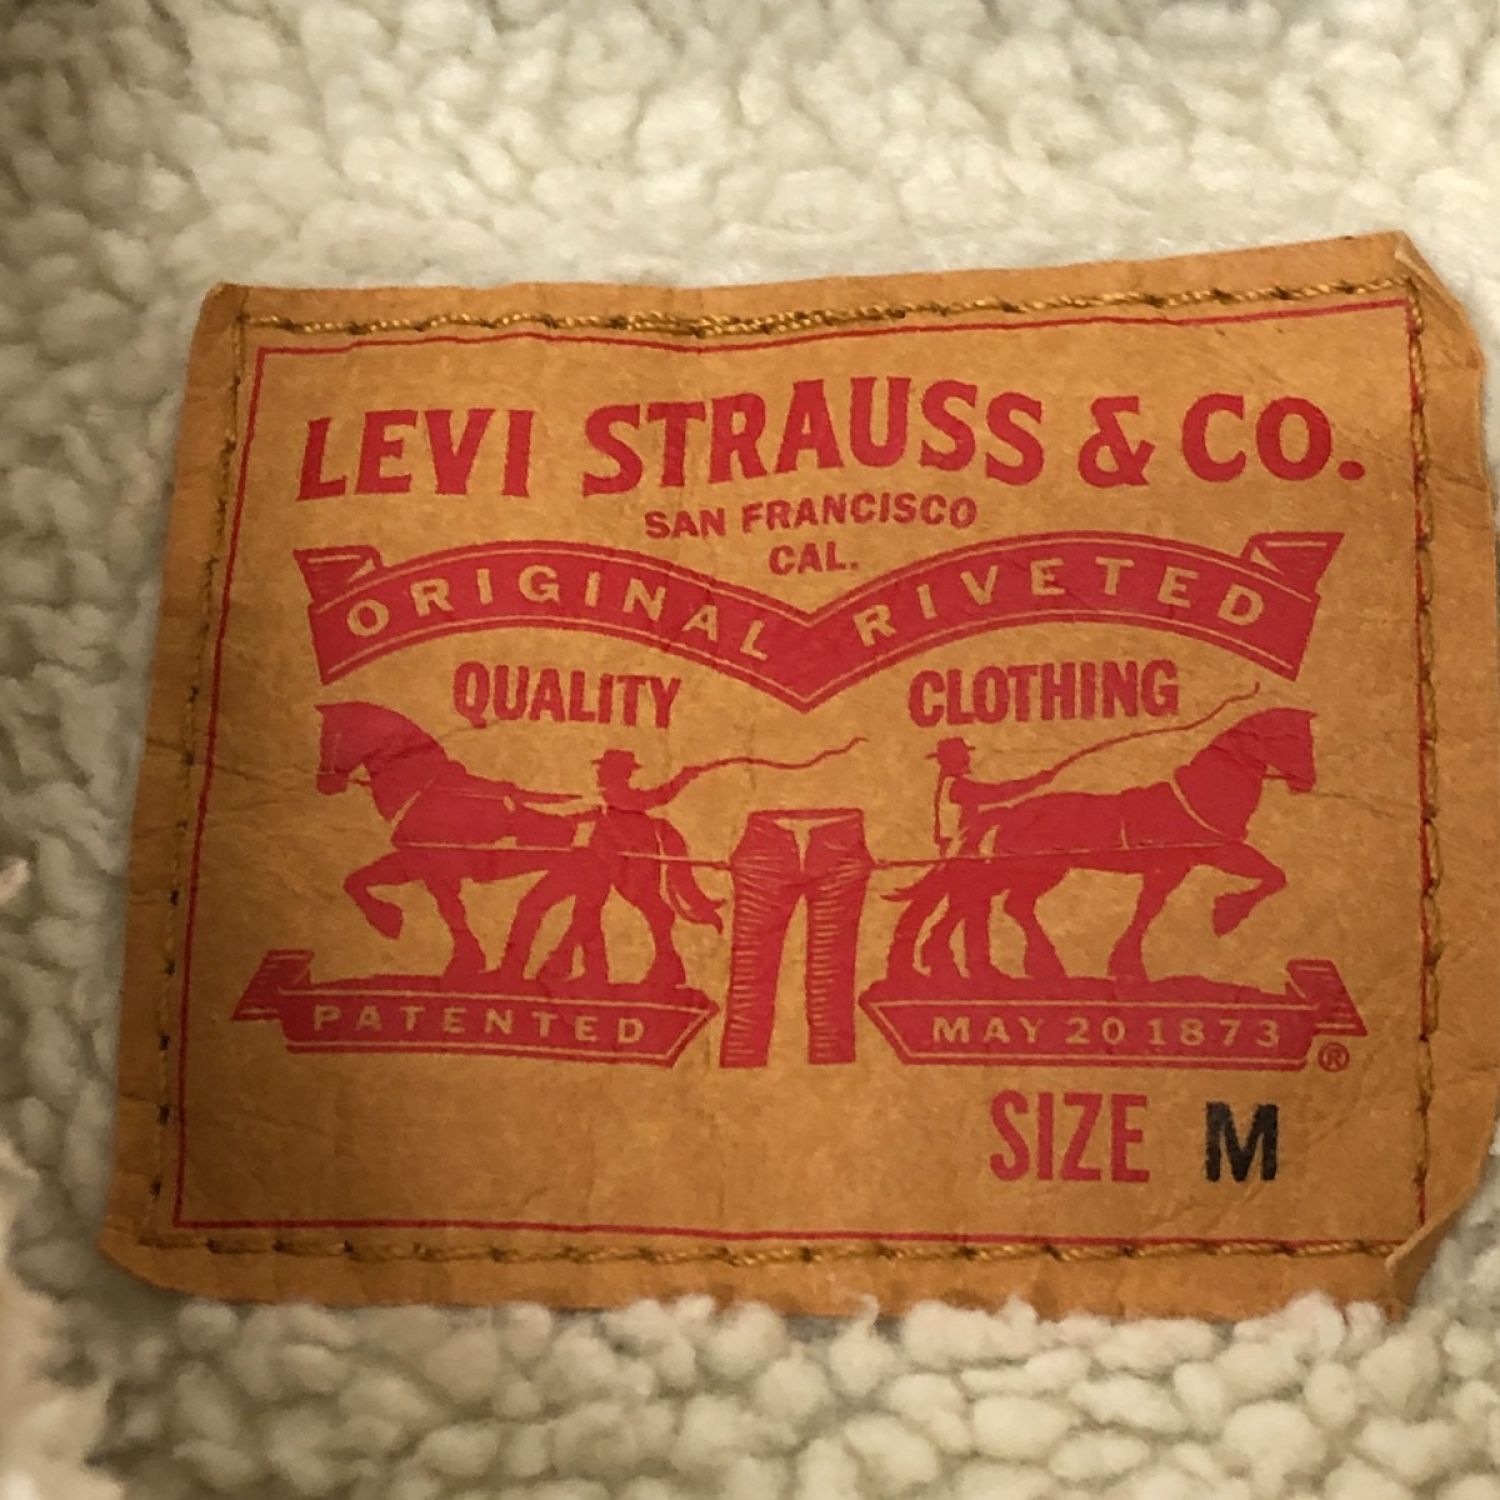 LEVI STRAUSS & CO.
SAN FRANCISCO
CAL.
ORIGINAL RIVETED
QUALITY CLOTHING
PATENTED MAY 20 1873 ®
SIZE M